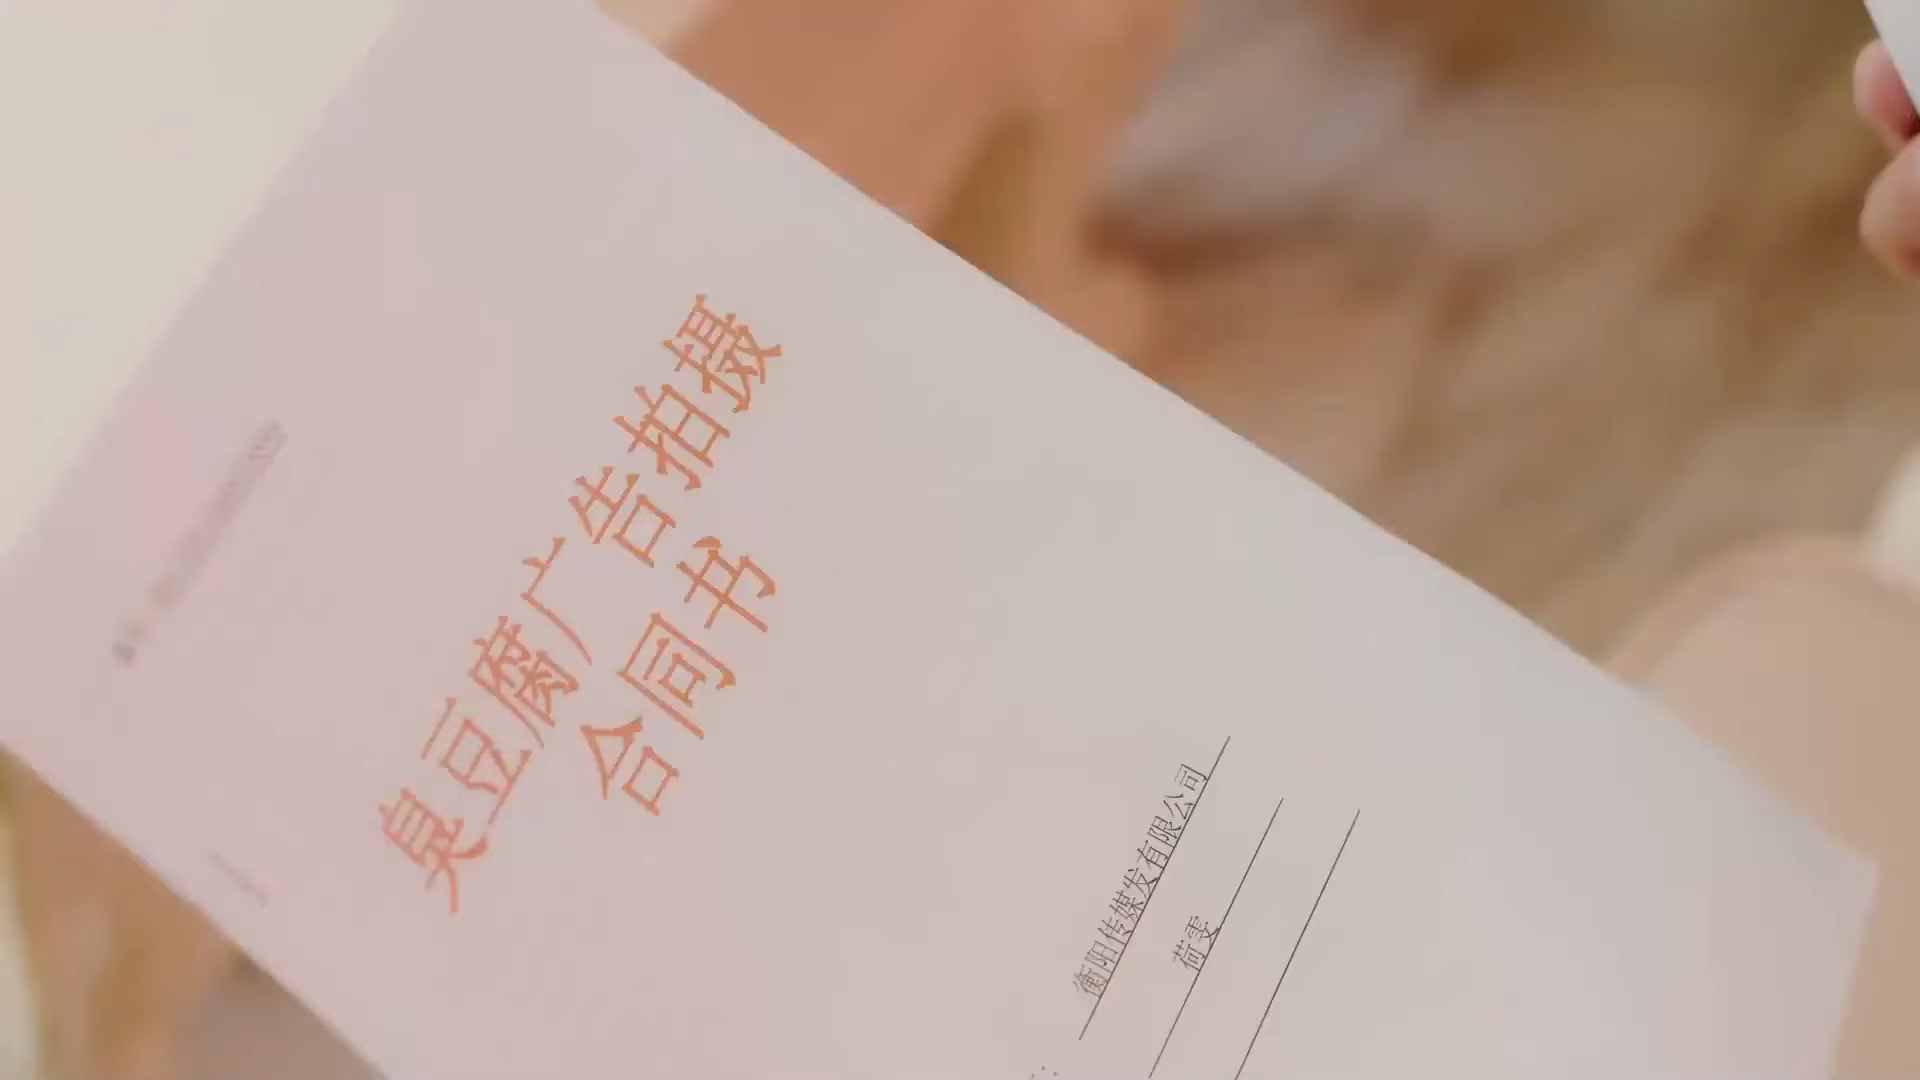 臭豆腐广告拍摄
合同书
衡阳传媒发有限公司
荷雯